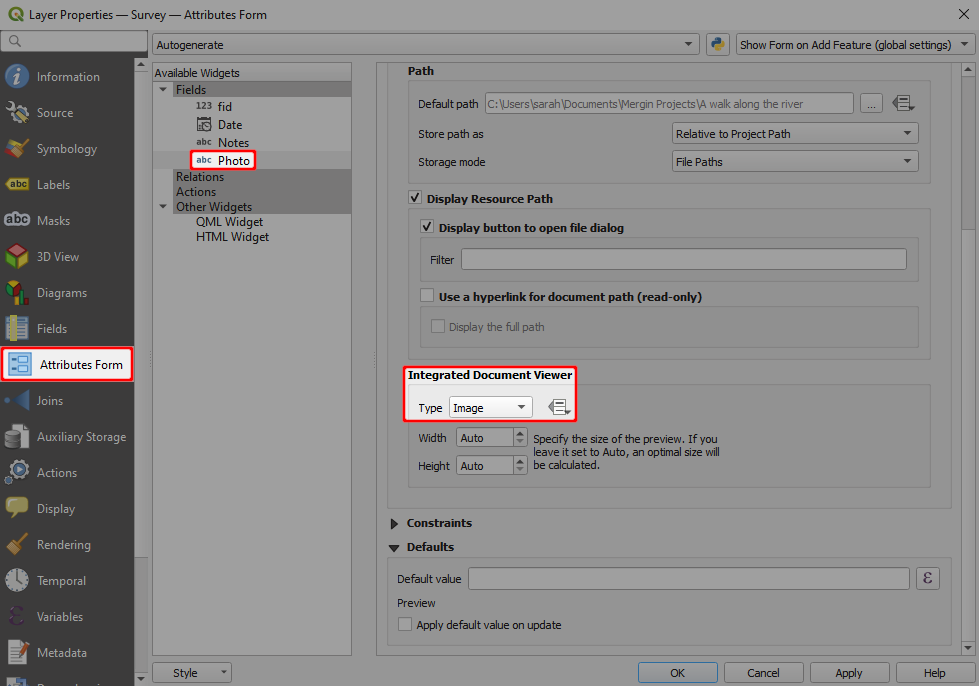 Layer Properties — Survey — Attributes Form
Information
Source
Symbology
abc Labels
abc Masks
3D View
Diagrams
Fields
Attributes Form
Joins
Auxiliary Storage
Actions
Display
Rendering
Temporal
Variables
Metadata
Autogenerate
Show Form on Add Feature (global settings)
Available Widgets
Fields
123 fid
Date
abc Notes
abc Photo
Relations
Actions
Other Widgets
QML Widget
HTML Widget
Path
Default path C:\Users\sarah\Documents\Mergin Projects\A walk along the river ...
Store path as Relative to Project Path
Storage mode File Paths
Display Resource Path
Display button to open file dialog
Filter
Use a hyperlink for document path (read-only)
Display the full path
Integrated Document Viewer
Type Image
Width Auto
Height Auto
Specify the size of the preview. If you
leave it set to Auto, an optimal size will
be calculated.
Constraints
Defaults
Default value ε
Preview
Apply default value on update
Style
OK
Cancel
Apply
Help